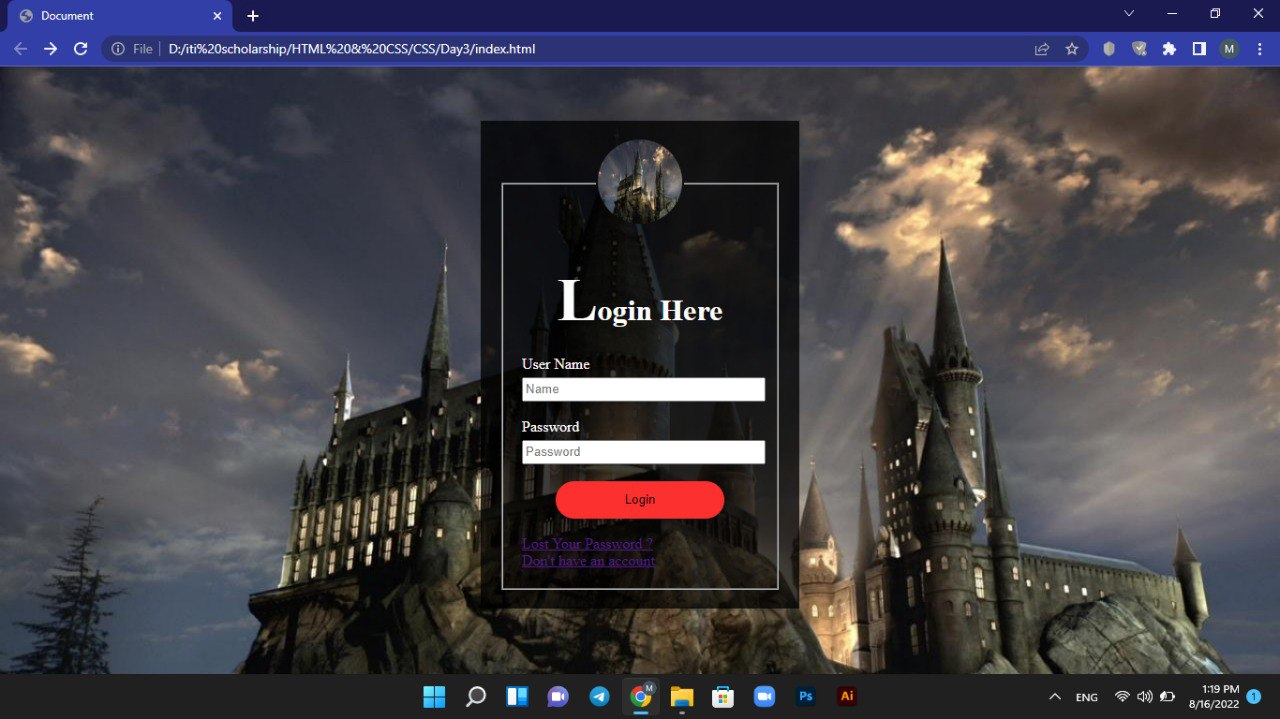 Document
File
D:/iti%20scholarship/HTML%20&%20CSS/CSS/Day3/index.html
M
Login Here
User Name
Name
Password
Password
Login
Lost Your Password ?
Don't have an account
M
Ps
Ai
ENG
1:19 PM
8/16/2022
1